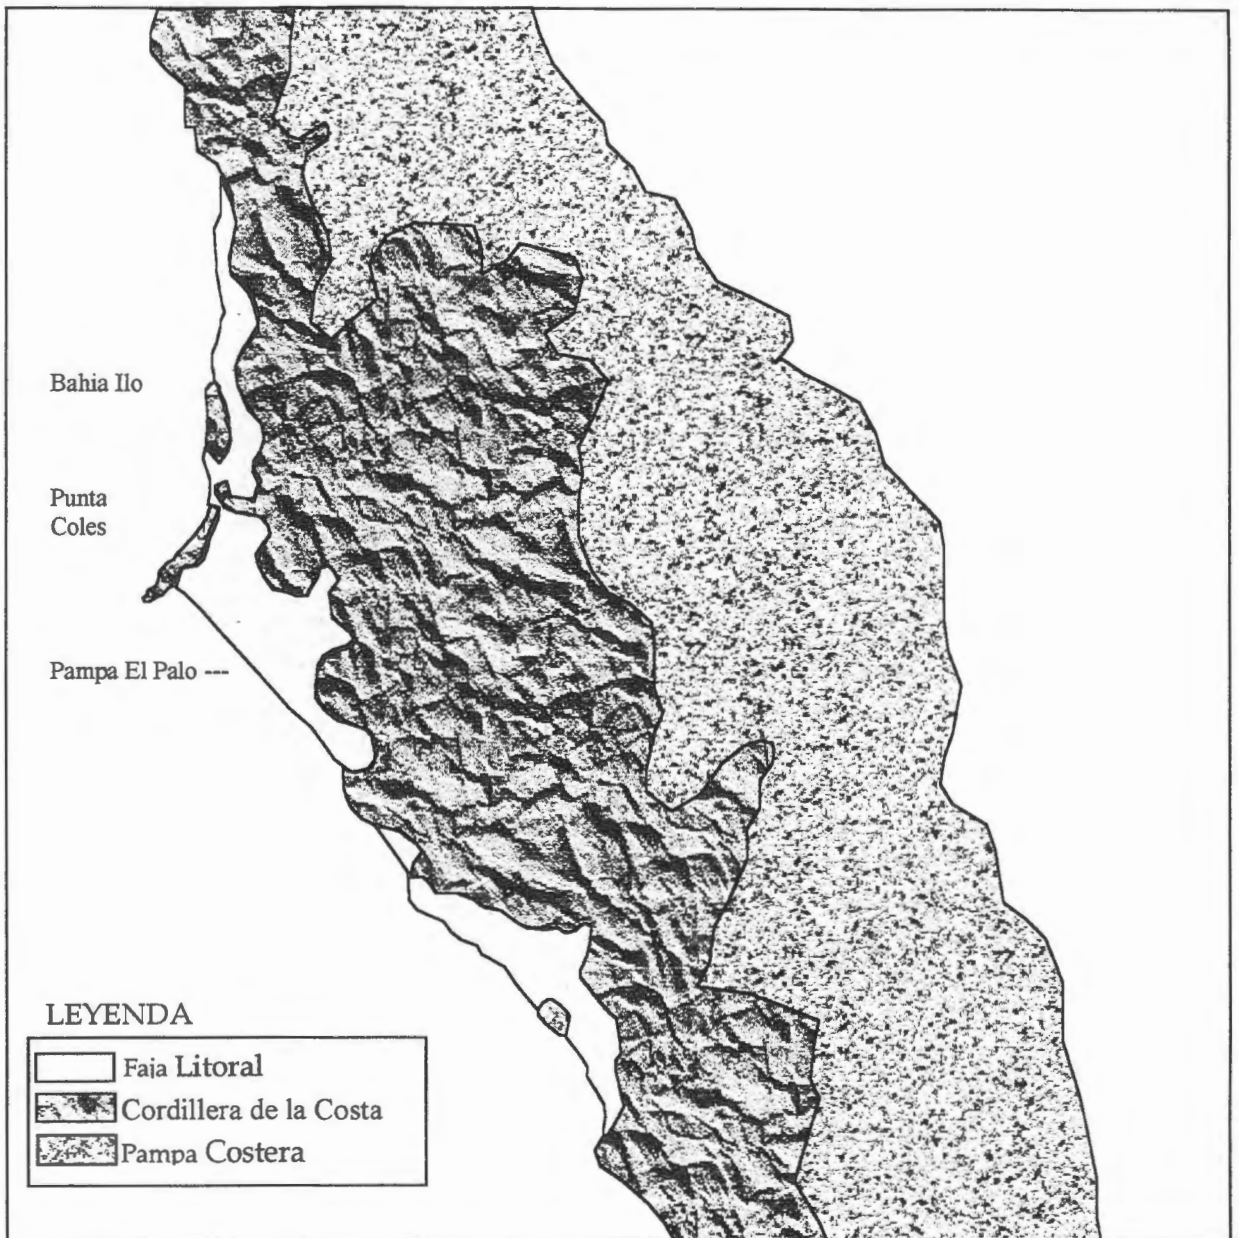 Bahia Ilo
Punta
Coles
Pampa El Palo ---
LEYENDA
Faja Litoral
Cordillera de la Costa
Pampa Costera